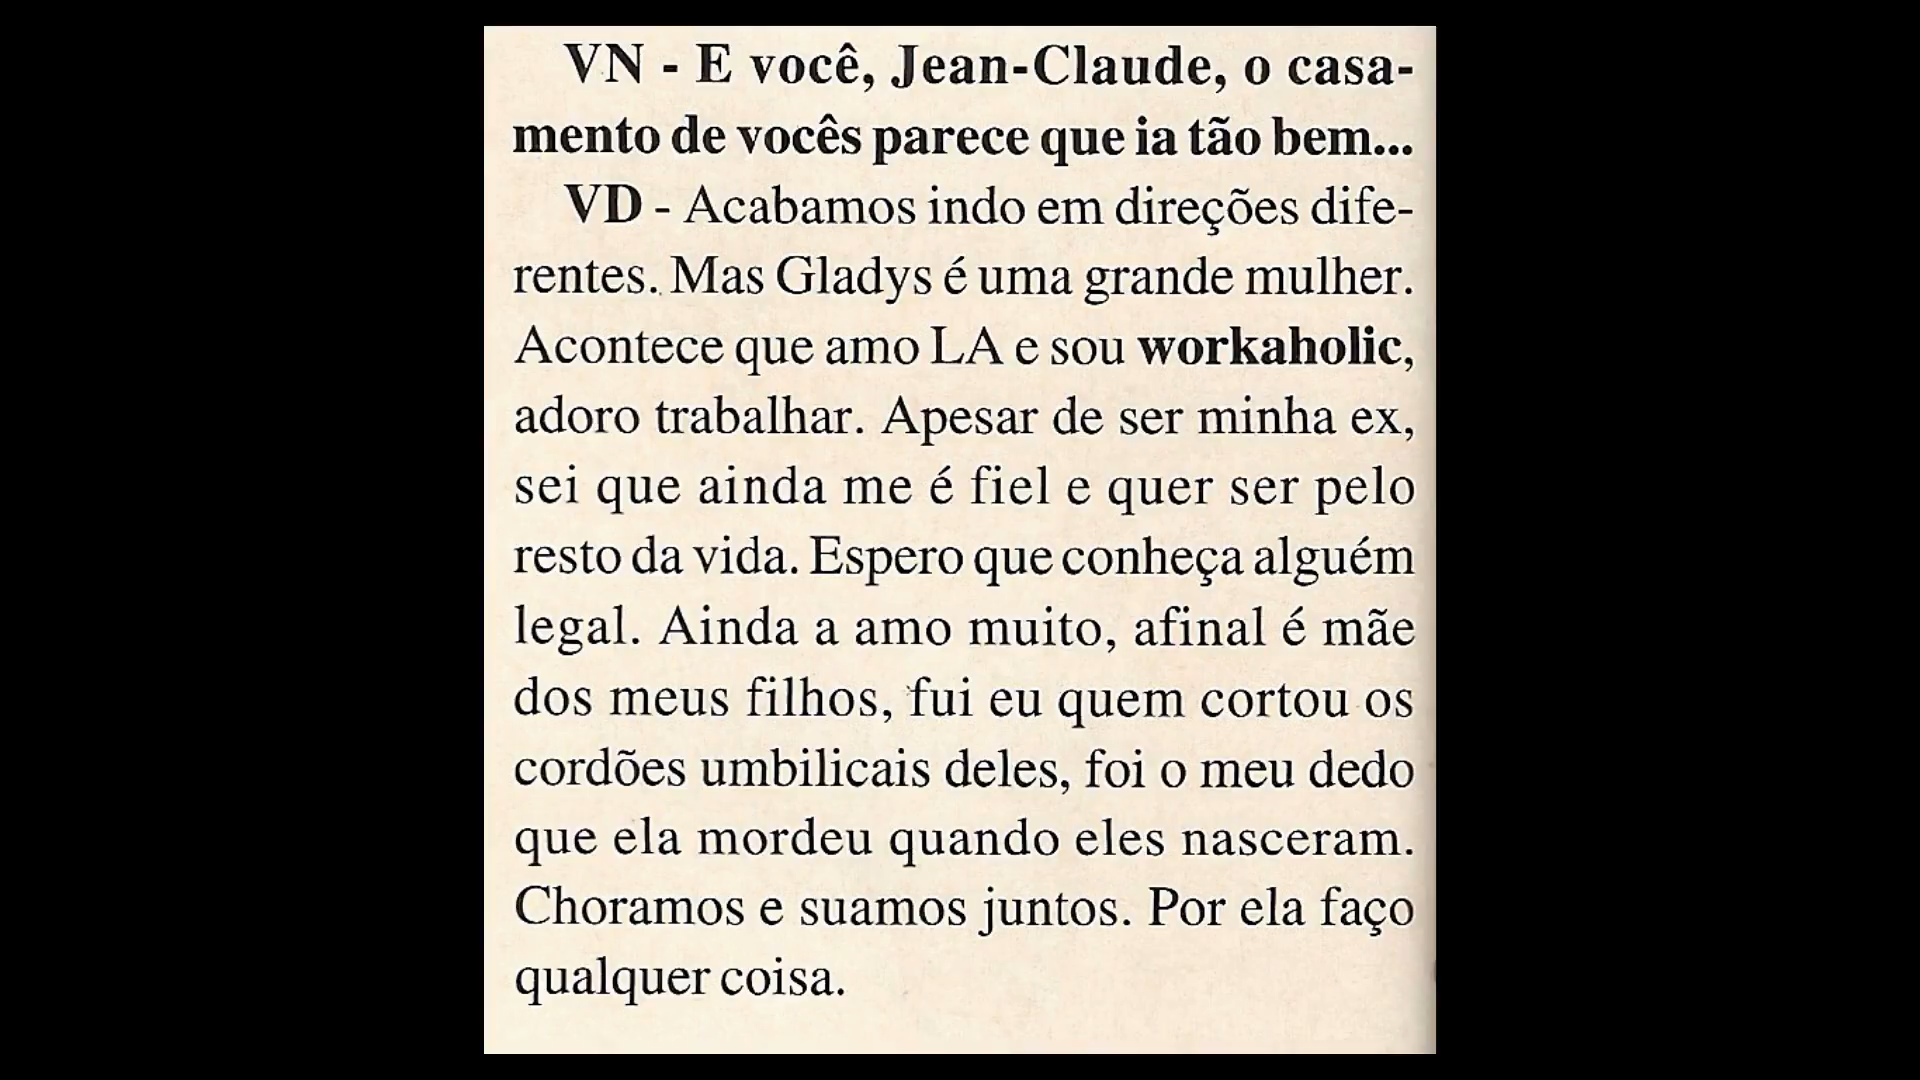 VN - E você, Jean-Claude, o casa-
mento de vocês parece que ia tão bem...
VD - Acabamos indo em direções dife-
rentes. Mas Gladys é uma grande mulher.
Acontece que amo LA e sou workaholic,
adoro trabalhar. Apesar de ser minha ex,
sei que ainda me é fiel e quer ser pelo
resto da vida. Espero que conheça alguém
legal. Ainda a amo muito, afinal é mãe
dos meus filhos, fui eu quem cortou os
cordões umbilicais deles, foi o meu dedo
que ela mordeu quando eles nasceram.
Choramos e suamos juntos. Por ela faço
qualquer coisa.